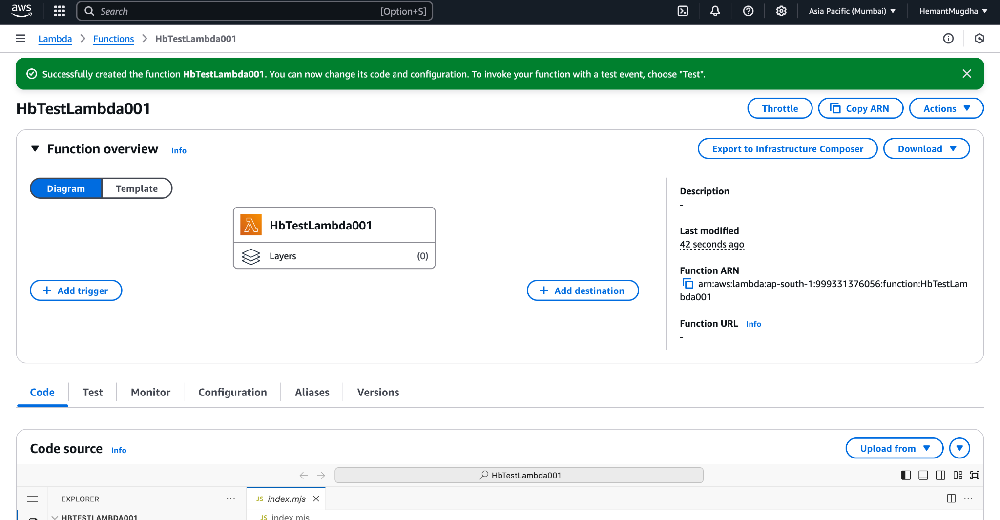 aws Search [Option+S] Asia Pacific (Mumbai) HemantMugdha
Lambda Functions HbTestLambda001
Successfully created the function HbTestLambda001. You can now change its code and configuration. To invoke your function with a test event, choose "Test".
HbTestLambda001 Throttle Copy ARN Actions
Function overview Info Export to Infrastructure Composer Download
Diagram Template
HbTestLambda001
Layers (0)
+ Add trigger
+ Add destination
Description
-
Last modified
42 seconds ago
Function ARN
arn:aws:lambda:ap-south-1:999331376056:function:HbTestLam
bda001
Function URL Info
-
Code Test Monitor Configuration Aliases Versions
Code source Info Upload from
HbTestLambda001
EXPLORER ... JS index.mjs ...
HBTESTLAMBDA001 JS index.mjs